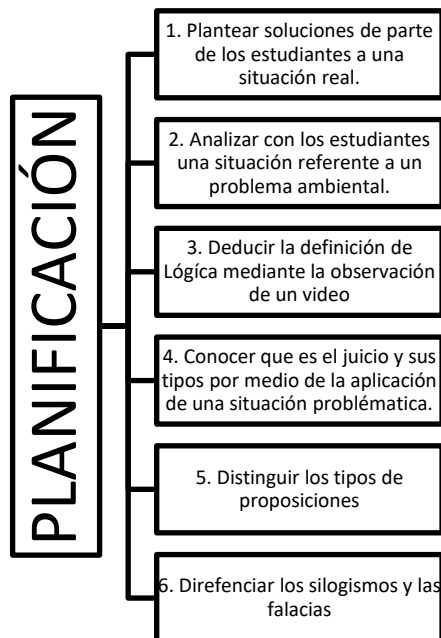 PLANIFICACIÓN
1. Plantear soluciones de parte
de los estudiantes a una
situación real.
2. Analizar con los estudiantes
una situación referente a un
problema ambiental.
3. Deducir la definición de
Lógíca mediante la observación
de un video
4. Conocer que es el juicio y sus
tipos por medio de la aplicación
de una situación problématica.
5. Distinguir los tipos de
proposiciones
6. Direfenciar los silogismos y las
falacias